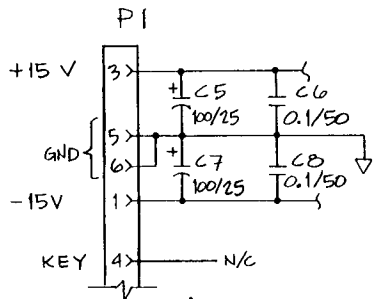 P1
+15 V 3
+ C5 C6
100/25 0.1/50
GND 5
6
+ C7 C8
100/25 0.1/50
-15V 1
KEY 4 N/C